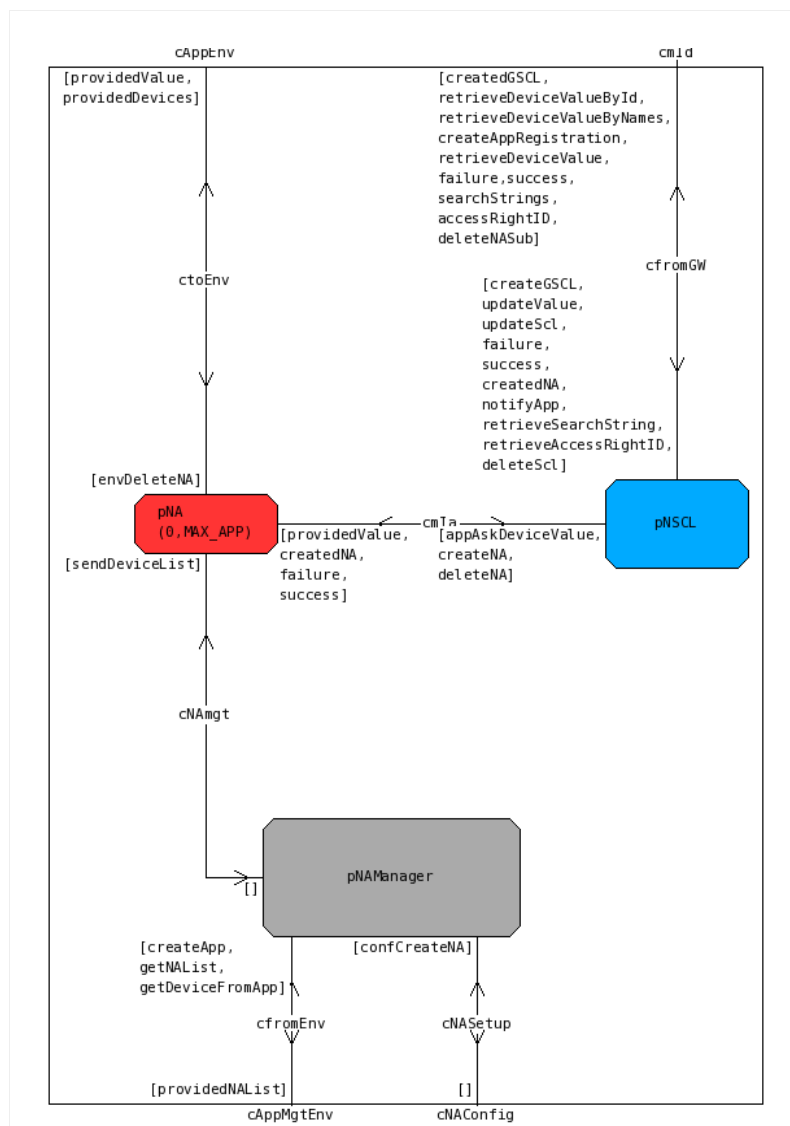 cAppEnv
cmId
[providedValue,
providedDevices]
[createdGSCL,
retrieveDeviceValueById,
retrieveDeviceValueByNames,
createAppRegistration,
retrieveDeviceValue,
failure,success,
searchStrings,
accessRightID,
deleteNASub]
ctoEnv
cfromGW
[createGSCL,
updateValue,
updateScl,
failure,
success,
createdNA,
notifyApp,
retrieveSearchString,
retrieveAccessRightID,
deleteScl]
[envDeleteNA]
pNA
(0,MAX_APP)
cmIa
pNSCL
[providedValue,
createdNA,
failure,
success]
[appAskDeviceValue,
createNA,
deleteNA]
[sendDeviceList]
cNAmgt
pNAManager
[]
[createApp,
getNAList,
getDeviceFromApp]
[confCreateNA]
cfromEnv
cNASetup
[providedNAList]
[]
cAppMgtEnv
cNAConfig